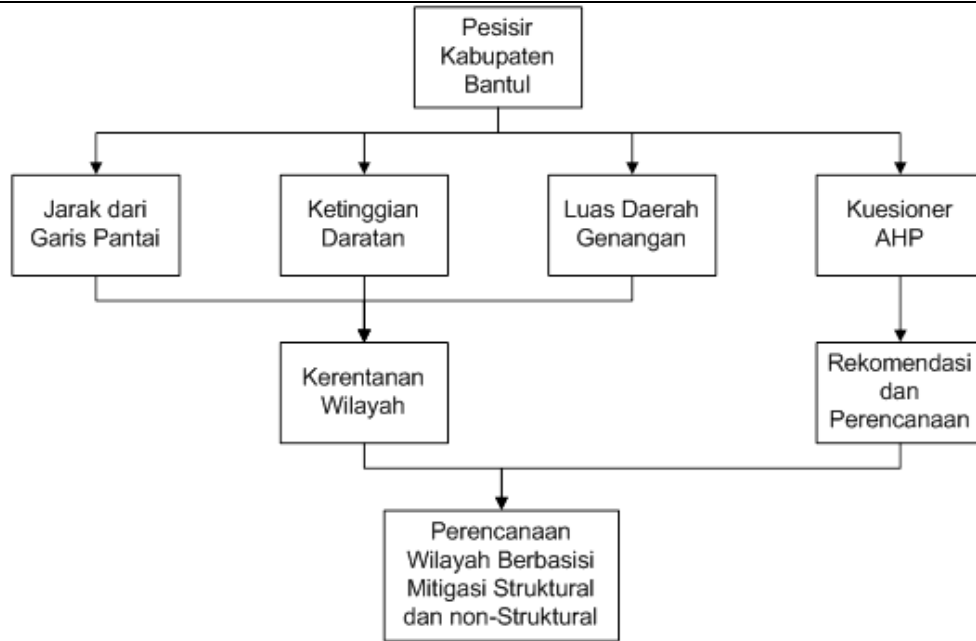 Pesisir
Kabupaten
Bantul
Jarak dari
Garis Pantai
Ketinggian
Daratan
Luas Daerah
Genangan
Kuesioner
AHP
Kerentanan
Wilayah
Rekomendasi
dan
Perencanaan
Perencanaan
Wilayah Berbasisi
Mitigasi Struktural
dan non-Struktural